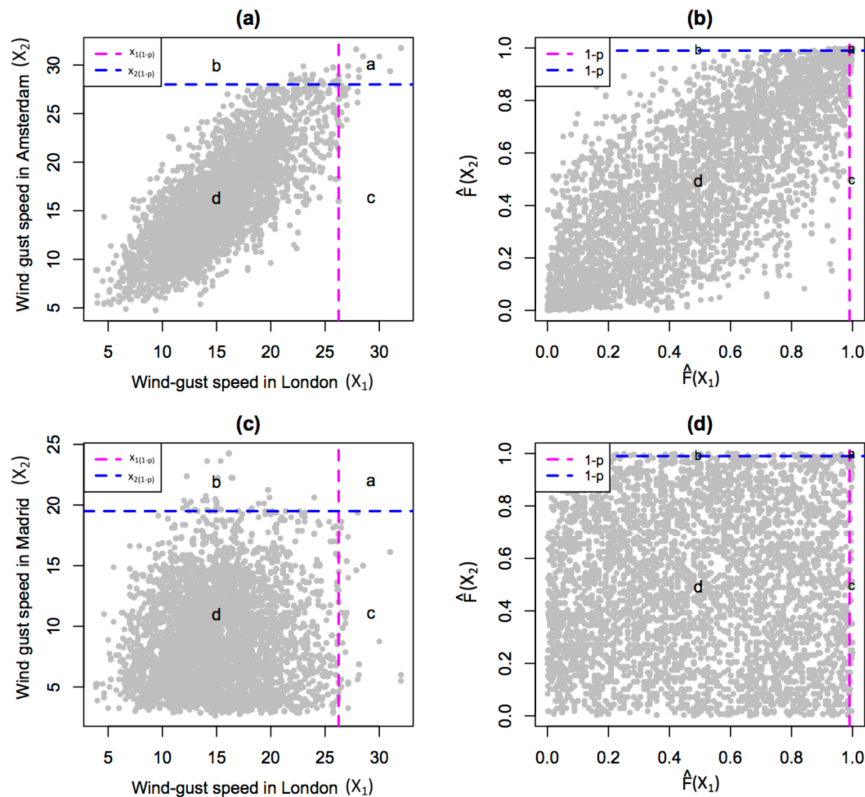 (a)
x1(1-p)
x2(1-p)
b
a
d
c
30
25
20
15
10
5
Wind-gust speed in Amsterdam (X2)
5 10 15 20 25 30
Wind-gust speed in London (X1)
(b)
1-p
1-p
b
a
d
c
1.0
0.8
0.6
0.4
0.2
0.0
F̂(X2)
0.0 0.2 0.4 0.6 0.8 1.0
F̂(X1)
(c)
x1(1-p)
x2(1-p)
b
a
d
c
25
20
15
10
5
Wind gust speed in Madrid (X2)
5 10 15 20 25 30
Wind-gust speed in London (X1)
(d)
1-p
1-p
b
a
d
c
1.0
0.8
0.6
0.4
0.2
0.0
F̂(X2)
0.0 0.2 0.4 0.6 0.8 1.0
F̂(X1)